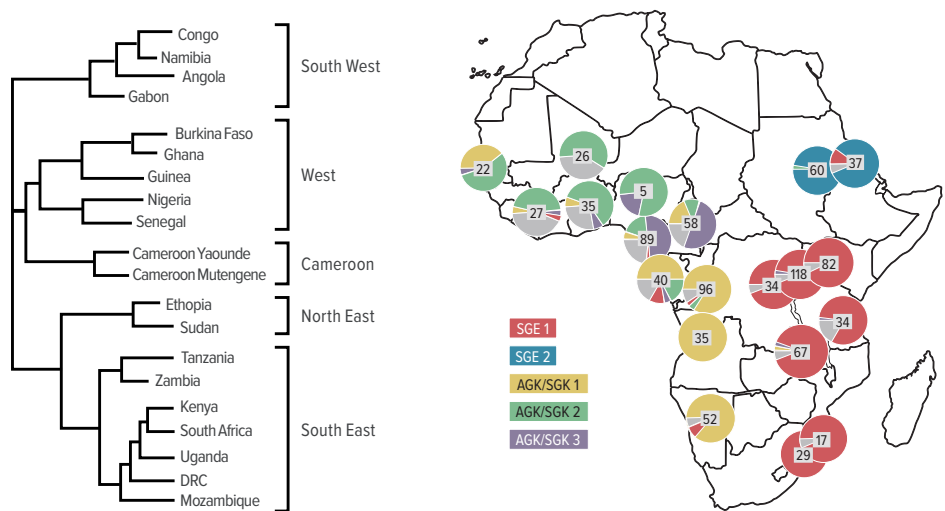 Congo
Namibia
Angola
Gabon
South West
Burkina Faso
Ghana
Guinea
Nigeria
Senegal
West
Cameroon Yaounde
Cameroon Mutengene
Cameroon
Ethopia
Sudan
North East
Tanzania
Zambia
Kenya
South Africa
Uganda
DRC
Mozambique
South East
22
26
27
35
5
89
58
40
96
35
52
60
37
34
118
82
34
67
17
29
SGE 1
SGE 2
AGK/SGK 1
AGK/SGK 2
AGK/SGK 3